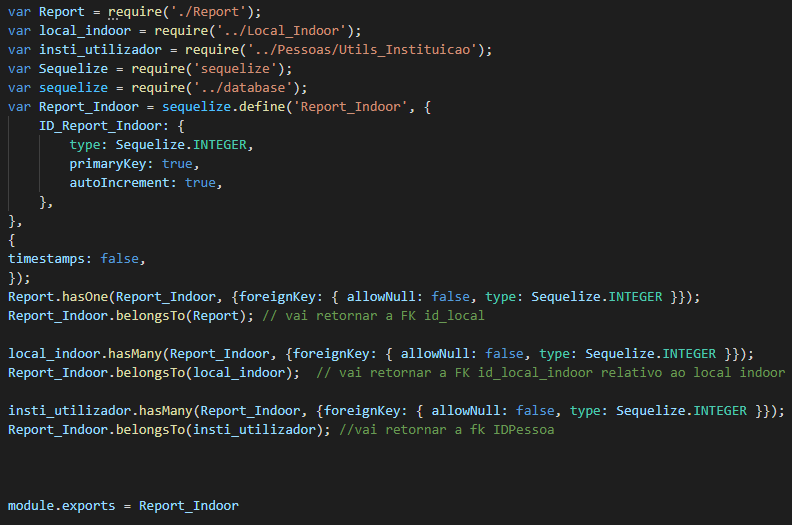 var Report = require('./Report');
var local_indoor = require('../Local_Indoor');
var insti_utilizador = require('../Pessoas/Utils_Instituicao');
var Sequelize = require('sequelize');
var sequelize = require('../database');
var Report_Indoor = sequelize.define('Report_Indoor', {
    ID_Report_Indoor: {
        type: Sequelize.INTEGER,
        primaryKey: true,
        autoIncrement: true,
    },
},
{
timestamps: false,
});
Report.hasOne(Report_Indoor, {foreignKey: { allowNull: false, type: Sequelize.INTEGER }});
Report_Indoor.belongsTo(Report); // vai retornar a FK id_local
local_indoor.hasMany(Report_Indoor, {foreignKey: { allowNull: false, type: Sequelize.INTEGER }});
Report_Indoor.belongsTo(local_indoor);  // vai retornar a FK id_local_indoor relativo ao local indoor
insti_utilizador.hasMany(Report_Indoor, {foreignKey: { allowNull: false, type: Sequelize.INTEGER }});
Report_Indoor.belongsTo(insti_utilizador); //vai retornar a fk IDPessoa
module.exports = Report_Indoor